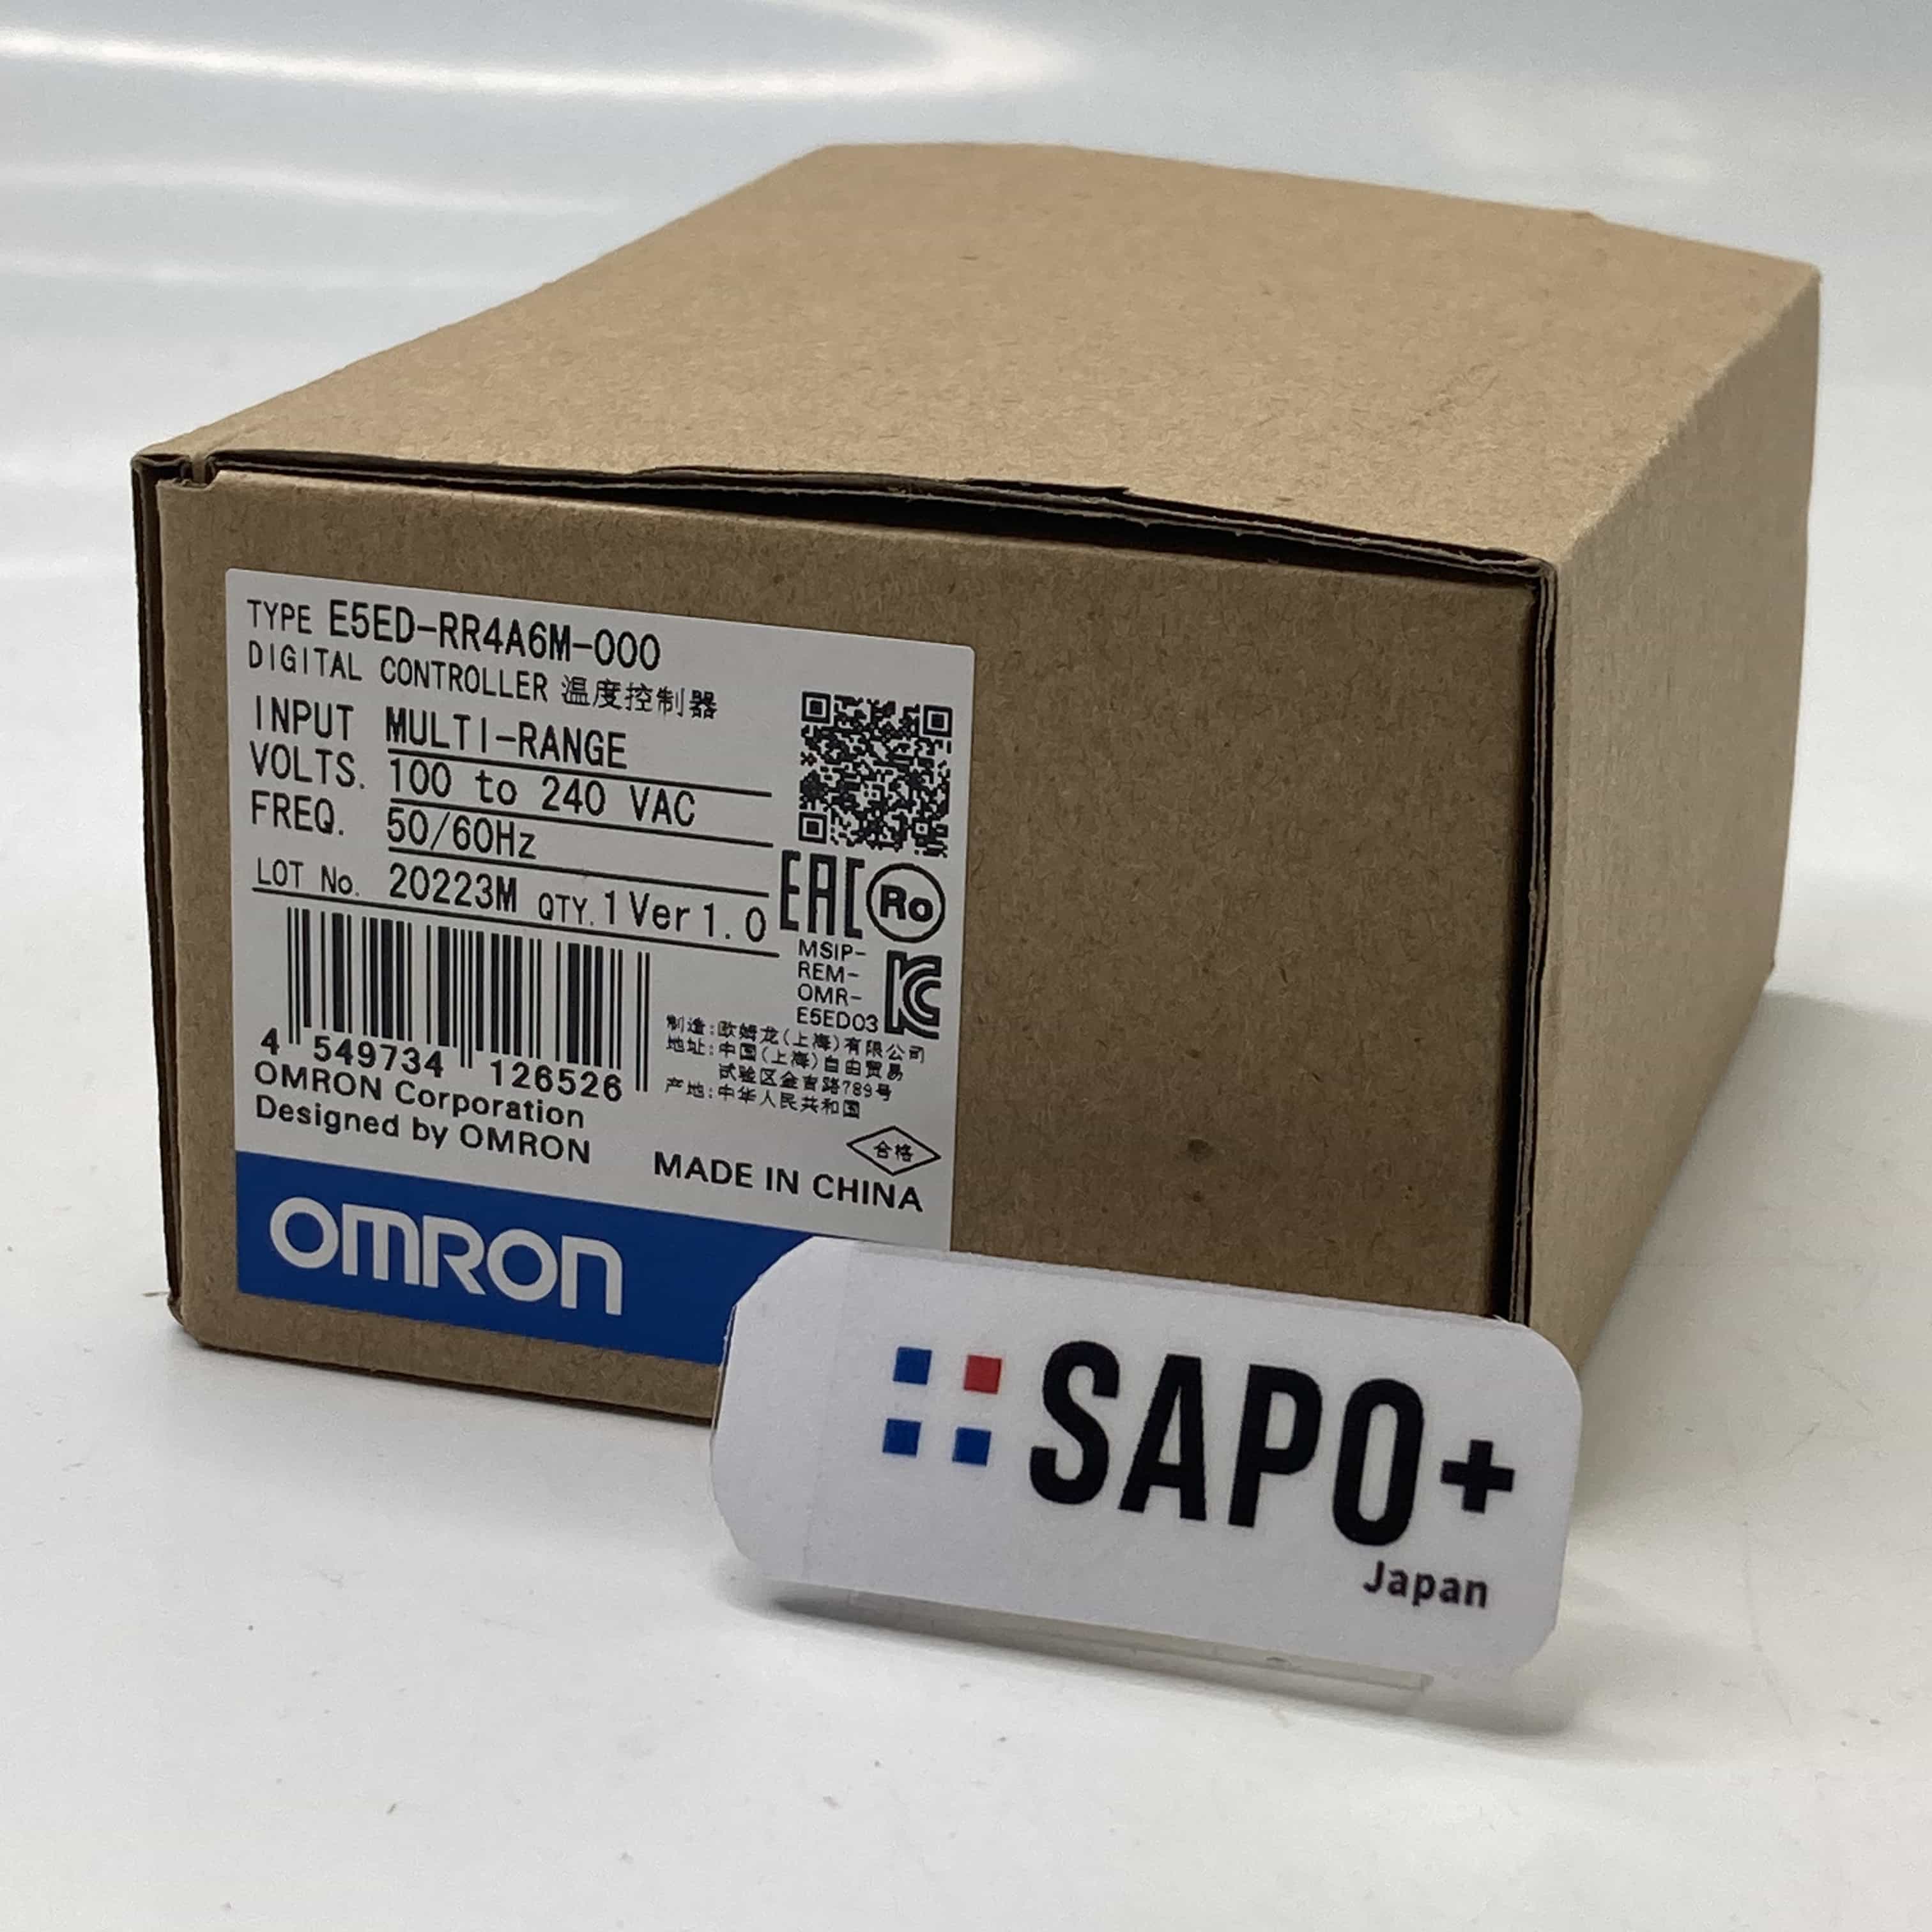 TYPE E5ED-RR4A6M-000
DIGITAL CONTROLLER 温度控制器
INPUT MULTI-RANGE
VOLTS. 100 to 240 VAC
FREQ. 50/60Hz
LOT No. 20223M QTY. 1 Ver 1.0
EAC
Ro
MSIP-
REM-
OMR-
E5ED03
4 549734 126526
OMRON Corporation
Designed by OMRON
制造:欧姆龙(上海)有限公司
地址:中国(上海)自由贸易
试验区金吉路789号
产地:中华人民共和国
合格
MADE IN CHINA
OMRON
SAPO+
Japan